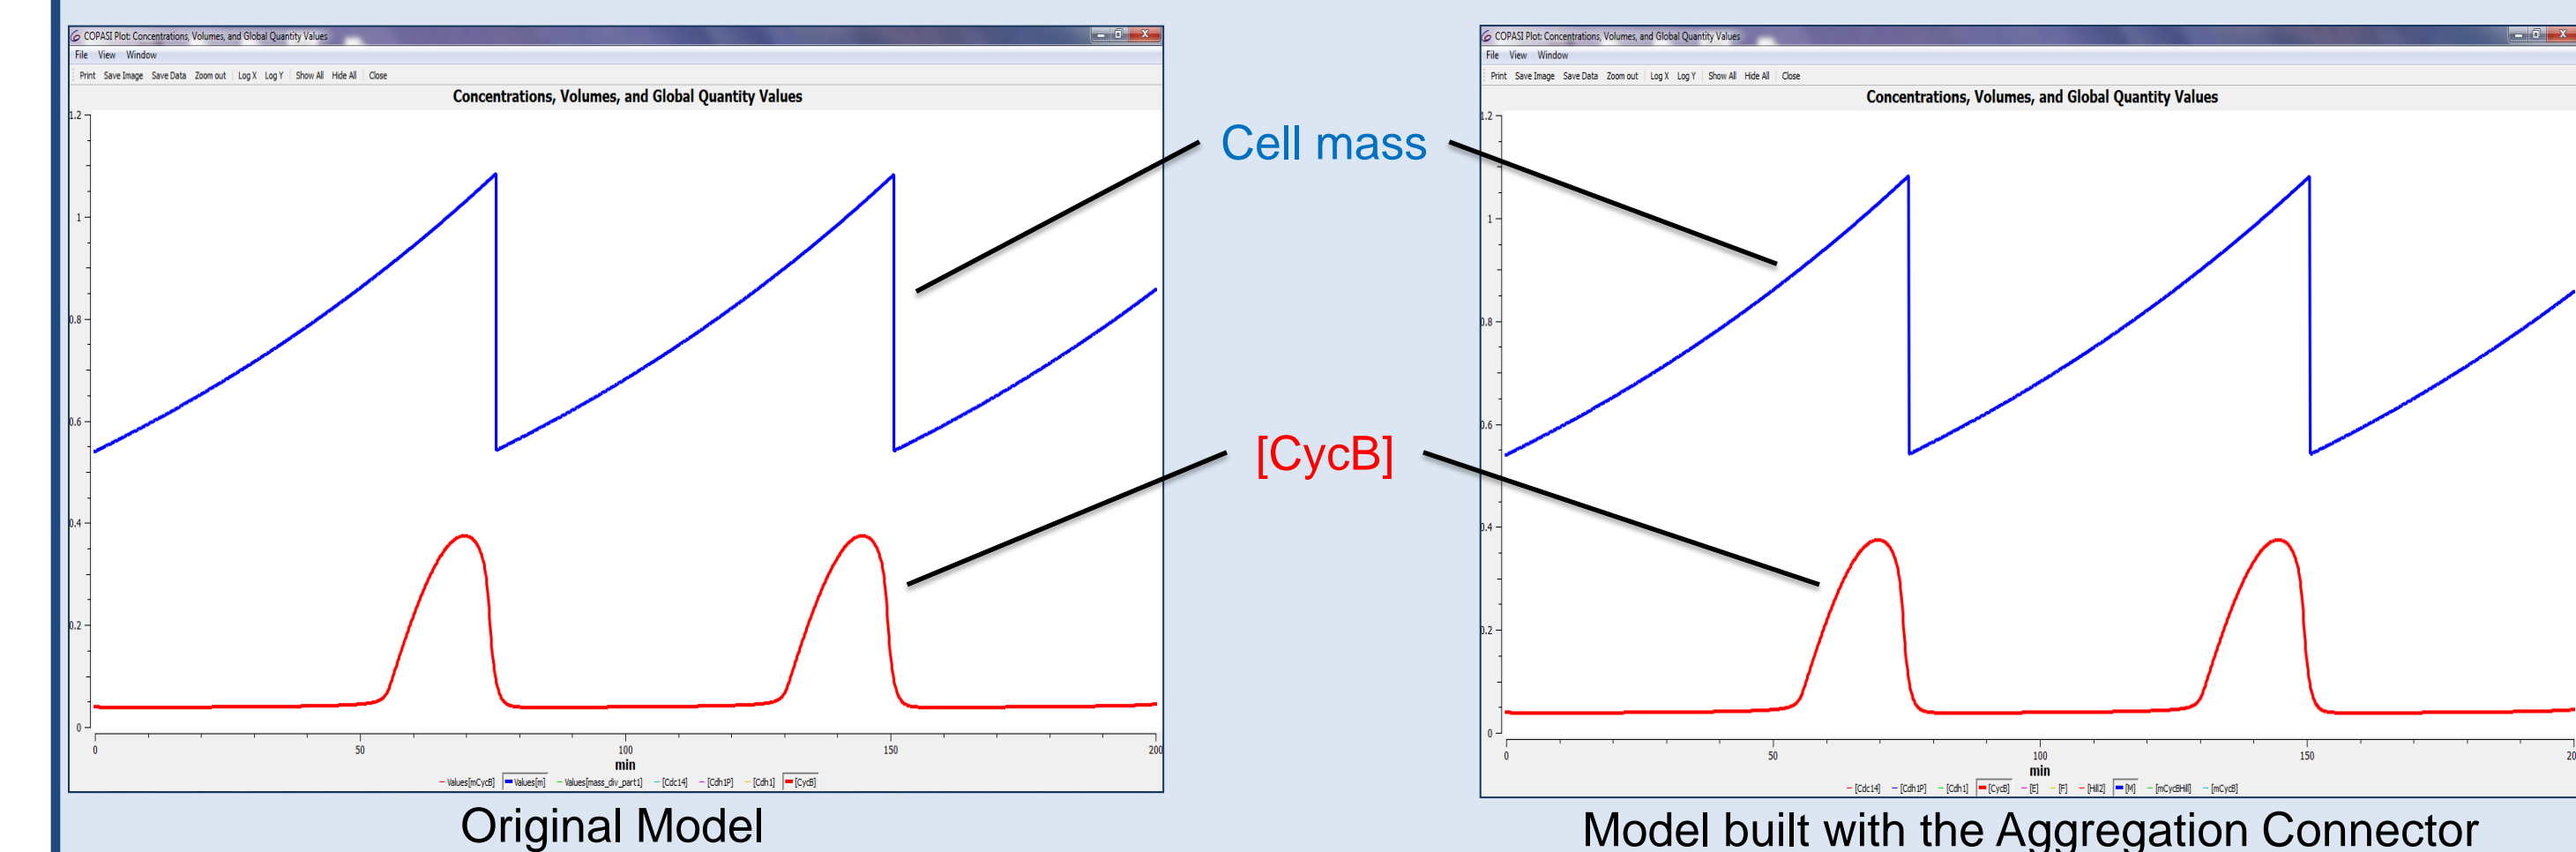 COPASI Plot: Concentrations, Volumes, and Global Quantity Values
File View Window
Print Save Image Save Data Zoom out Log X Log Y Show All Hide All Close
Concentrations, Volumes, and Global Quantity Values
1.2
1
0.8
0.6
0.4
0.2
0
0 50 100 150 200
min
Values[mCycB] Values[m] Values[mass_div_part1] [Cdc14] [Cdh1P] [Cdh1] [CycB]
Original Model
Cell mass
[CycB]
COPASI Plot: Concentrations, Volumes, and Global Quantity Values
File View Window
Print Save Image Save Data Zoom out Log X Log Y Show All Hide All Close
Concentrations, Volumes, and Global Quantity Values
1.2
1
0.8
0.6
0.4
0.2
0
0 50 100 150 20
min
[Cdc14] [Cdh1P] [Cdh1] [CycB] [E] [F] [Hill2] [M] [mCycBHill] [mCycB]
Model built with the Aggregation Connector